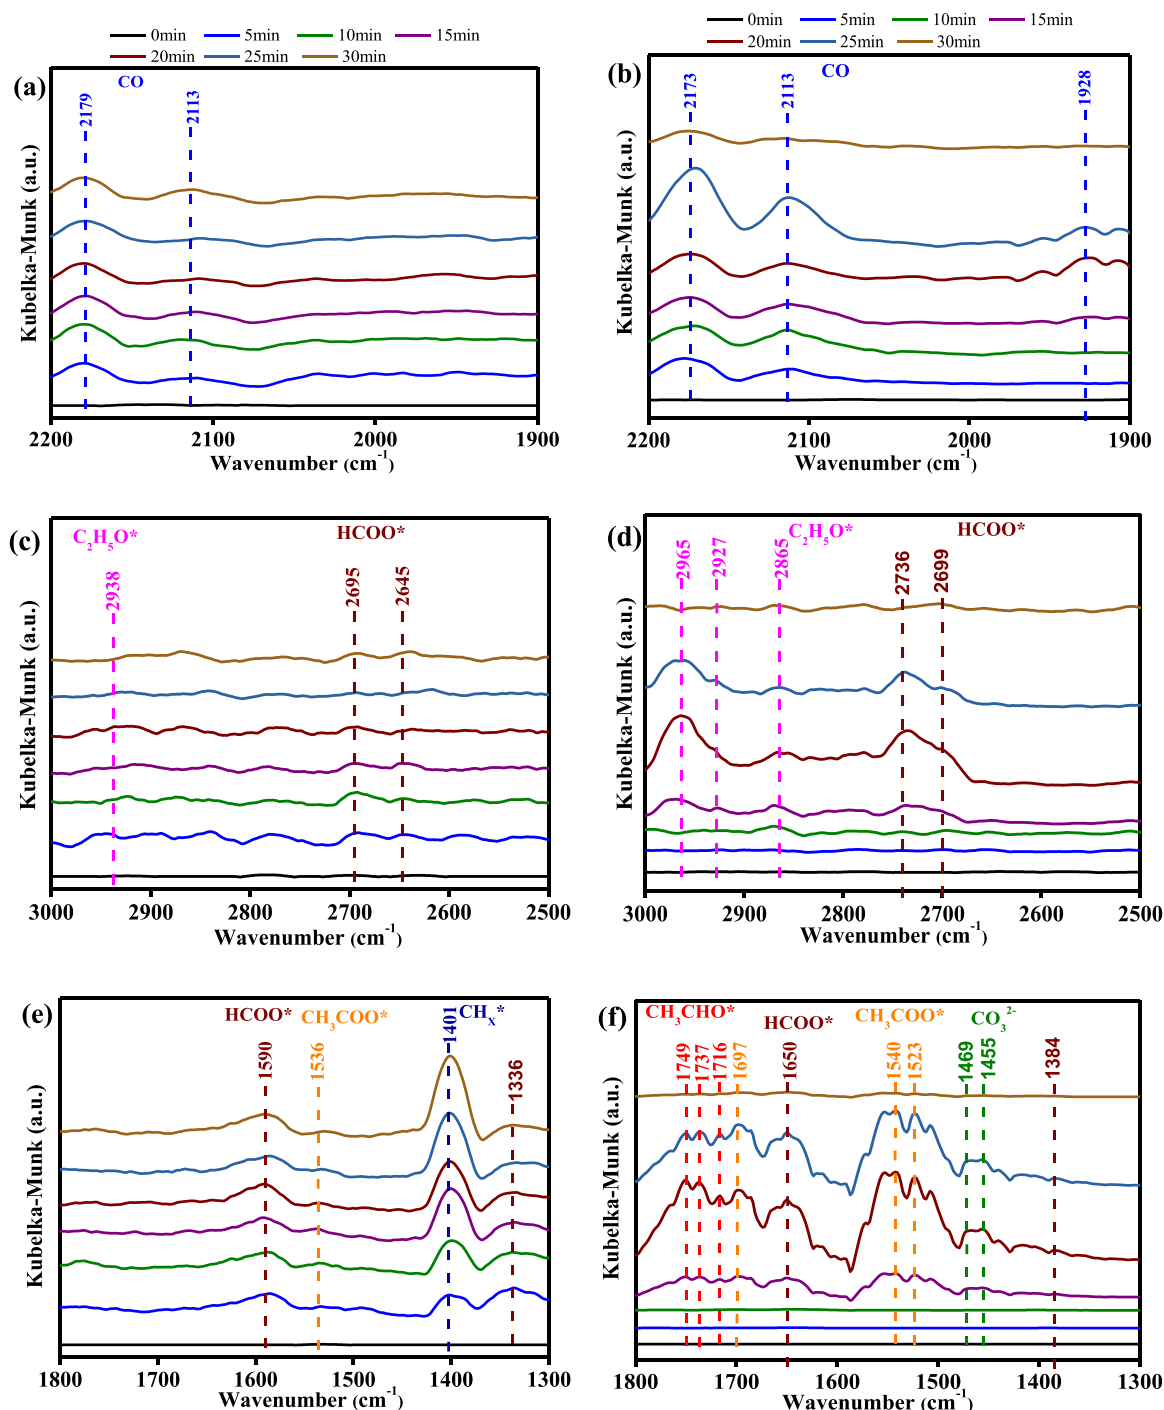 0min 5min 10min 15min
20min 25min 30min
(a)
CO
2179
2113
Kubelka-Munk (a.u.)
2200 2100 2000 1900
Wavenumber (cm⁻¹)
0min 5min 10min 15min
20min 25min 30min
(b)
CO
2173
2113
1928
Kubelka-Munk (a.u.)
2200 2100 2000 1900
Wavenumber (cm⁻¹)
(c)
C₂H₅O* HCOO*
2938
2695
2645
Kubelka-Munk (a.u.)
3000 2900 2800 2700 2600 2500
Wavenumber (cm⁻¹)
(d)
C₂H₅O* HCOO*
2965
2927
2865
2736
2699
Kubelka-Munk (a.u.)
3000 2900 2800 2700 2600 2500
Wavenumber (cm⁻¹)
(e)
HCOO* CH₃COO* CHₓ*
1590
1536
1401
1336
Kubelka-Munk (a.u.)
1800 1700 1600 1500 1400 1300
Wavenumber (cm⁻¹)
(f)
CH₃CHO* HCOO* CH₃COO* CO₃²⁻
1749
1737
1716
1697
1650
1540
1523
1469
1455
1384
Kubelka-Munk (a.u.)
1800 1700 1600 1500 1400 1300
Wavenumber (cm⁻¹)